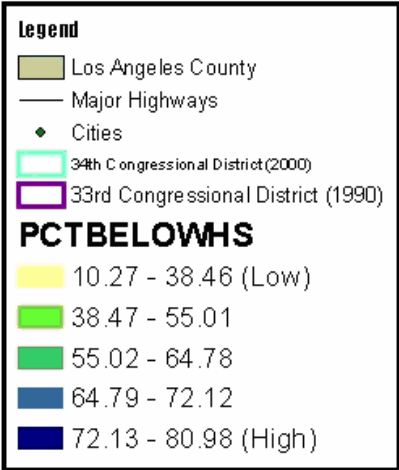 Legend
Los Angeles County
Major Highways
Cities
34th Congressional District (2000)
33rd Congressional District (1990)
PCTBELOWHS
10.27 - 38.46 (Low)
38.47 - 55.01
55.02 - 64.78
64.79 - 72.12
72.13 - 80.98 (High)